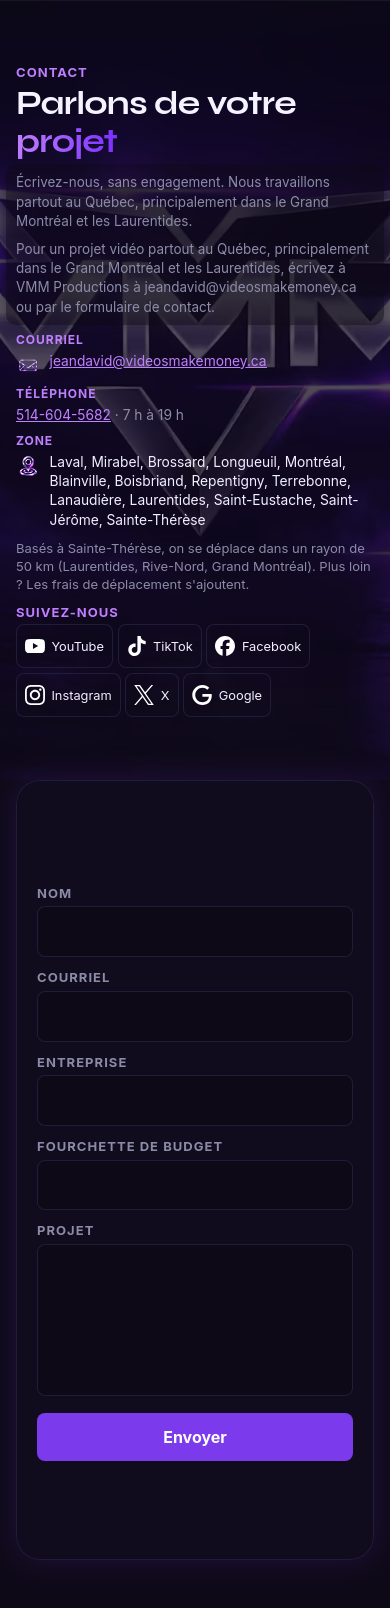 CONTACT
Parlons de votre
projet
Écrivez-nous, sans engagement. Nous travaillons
partout au Québec, principalement dans le Grand
Montréal et les Laurentides.
Pour un projet vidéo partout au Québec, principalement
dans le Grand Montréal et les Laurentides, écrivez à
VMM Productions à jeandavid@videosmakemoney.ca
ou par le formulaire de contact.
COURRIEL
jeandavid@videosmakemoney.ca
TÉLÉPHONE
514-604-5682 · 7 h à 19 h
ZONE
Laval, Mirabel, Brossard, Longueuil, Montréal,
Blainville, Boisbriand, Repentigny, Terrebonne,
Lanaudière, Laurentides, Saint-Eustache, Saint-
Jérôme, Sainte-Thérèse
Basés à Sainte-Thérèse, on se déplace dans un rayon de
50 km (Laurentides, Rive-Nord, Grand Montréal). Plus loin
? Les frais de déplacement s'ajoutent.
SUIVEZ-NOUS
YouTube TikTok Facebook
Instagram X Google
NOM
COURRIEL
ENTREPRISE
FOURCHETTE DE BUDGET
PROJET
Envoyer